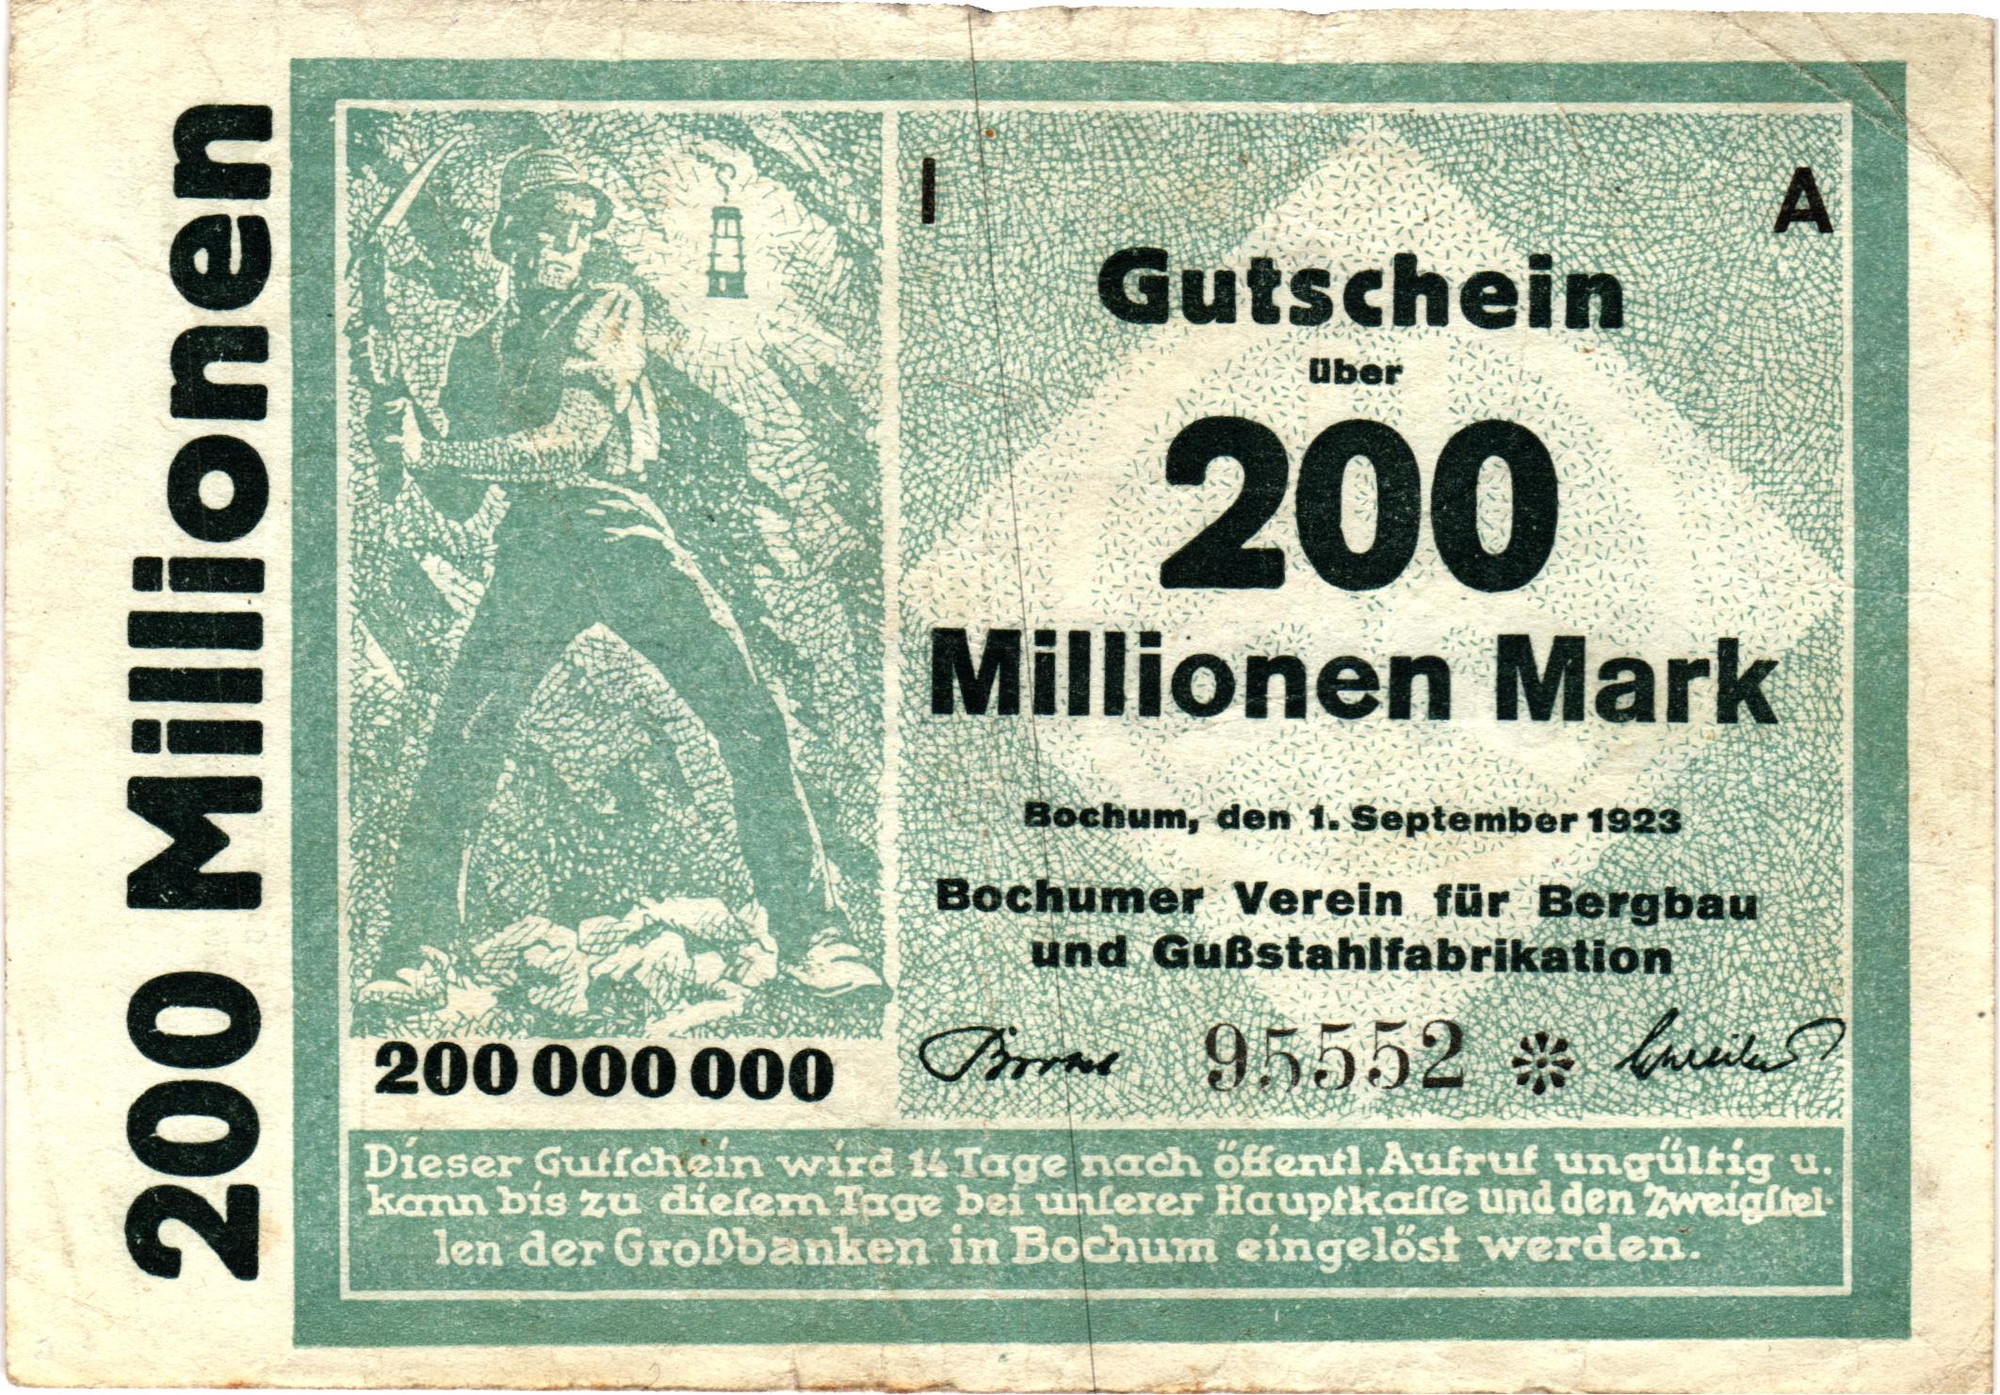 200 Millionen
I A
Gutschein
über
200
Millionen Mark
Bochum, den 1. September 1923
Bochumer Verein für Bergbau
und Gußstahlfabrikation
95552
200 000 000
Dieser Gutschein wird 14 Tage nach öffentl. Aufruf ungültig u.
kann bis zu diesem Tage bei unserer Hauptkasse und den Zweigstel-
len der Großbanken in Bochum eingelöst werden.